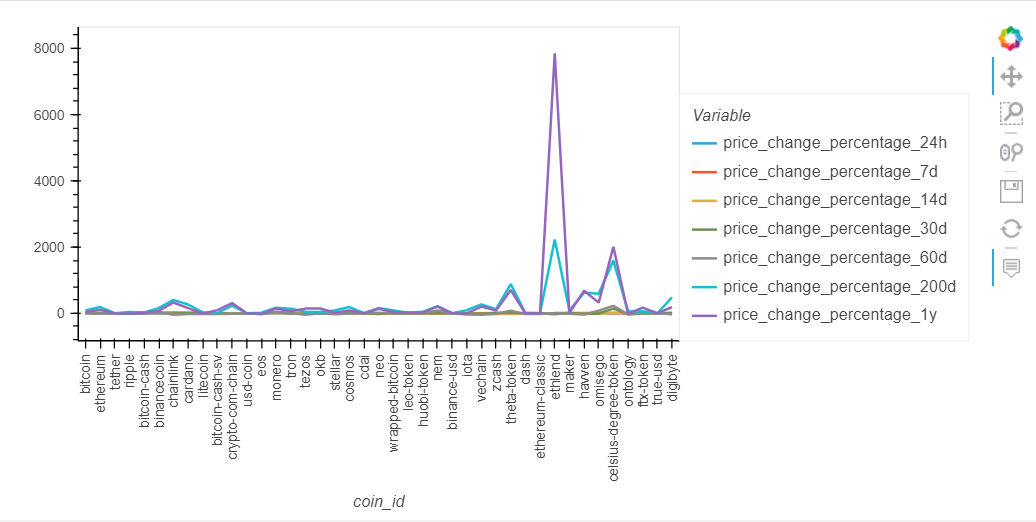 8000
6000
4000
2000
0
bitcoin
ethereum
tether
ripple
bitcoin-cash
binancecoin
chainlink
cardano
litecoin
bitcoin-cash-sv
crypto-com-chain
usd-coin
eos
monero
tron
tezos
okb
stellar
cosmos
cdai
neo
wrapped-bitcoin
leo-token
huobi-token
nem
binance-usd
iota
vechain
zcash
theta-token
dash
ethereum-classic
ethlend
maker
havven
omisego
celsius-degree-token
ontology
ftx-token
true-usd
digibyte
coin_id
Variable
price_change_percentage_24h
price_change_percentage_7d
price_change_percentage_14d
price_change_percentage_30d
price_change_percentage_60d
price_change_percentage_200d
price_change_percentage_1y